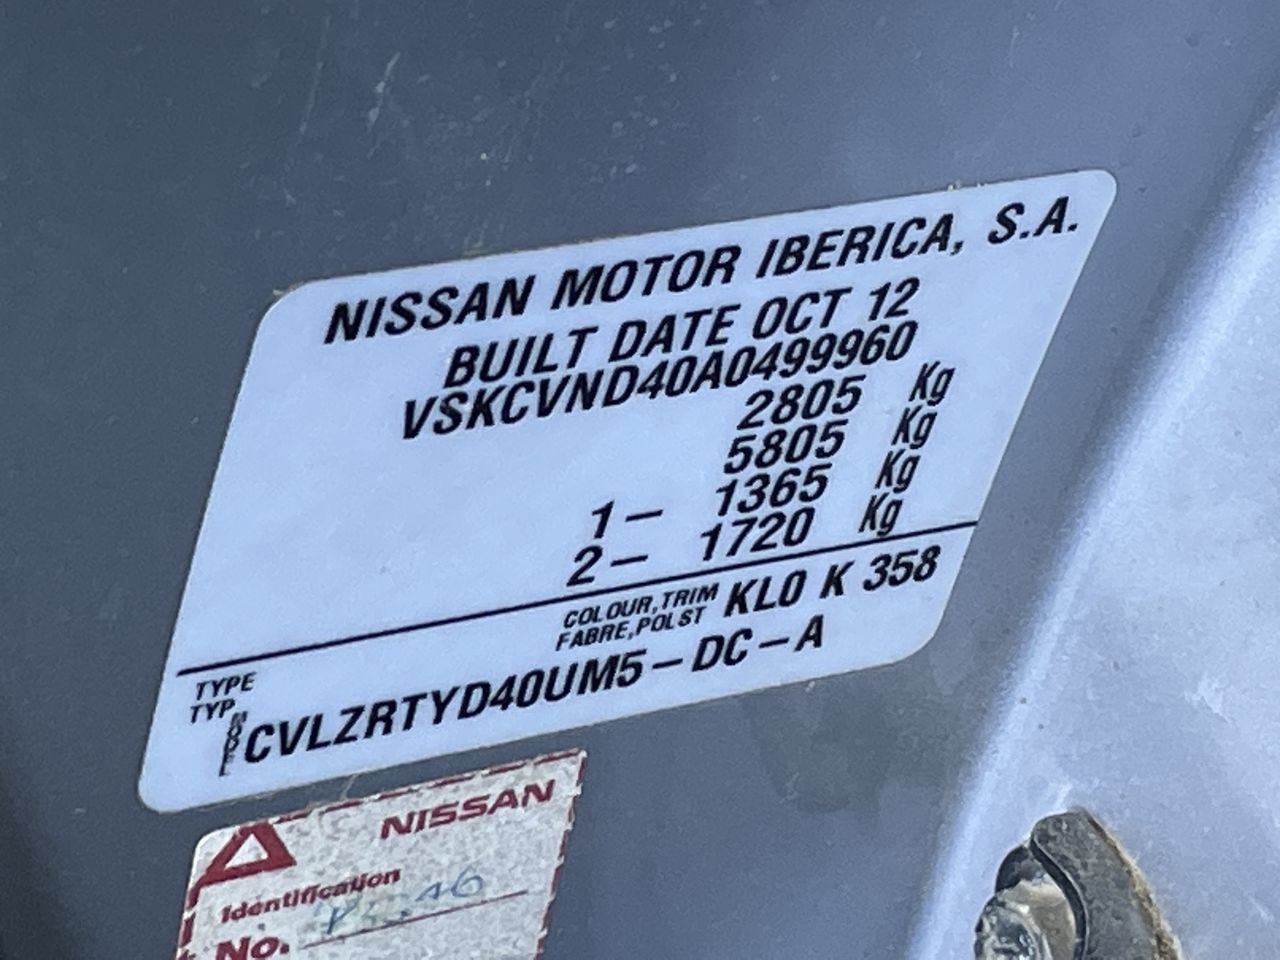 NISSAN MOTOR IBERICA, S.A.
BUILT DATE OCT 12
VSKCVND40A0499960
2805 Kg
5805 Kg
1 - 1365 Kg
2 - 1720 Kg
COLOUR,TRIM KL0 K 358
FABRE,POLST
TYPE
TYP
MODEL CVLZRTYD40UM5-DC-A
NISSAN
Identification
No.